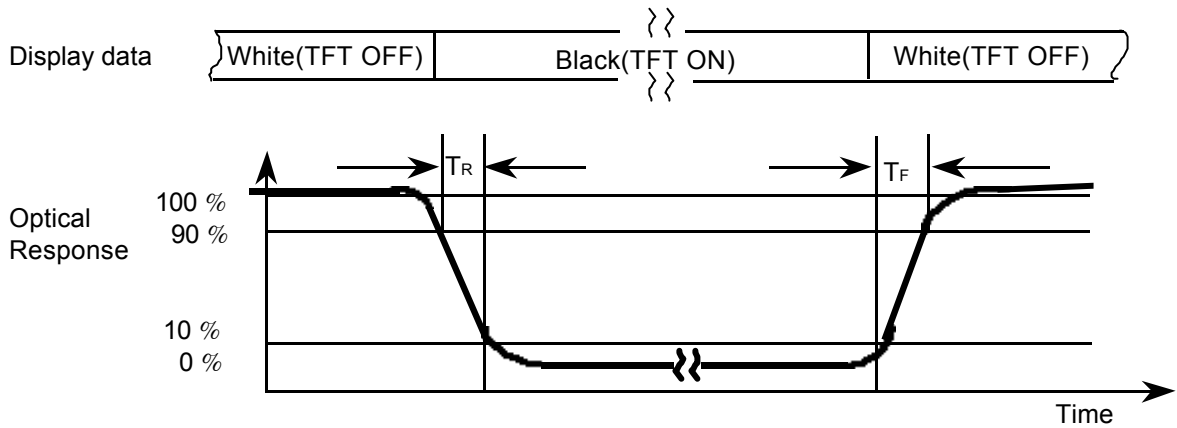 Display data
White(TFT OFF)
Black(TFT ON)
White(TFT OFF)
TR
TF
Optical
Response
100 %
90 %
10 %
0 %
Time